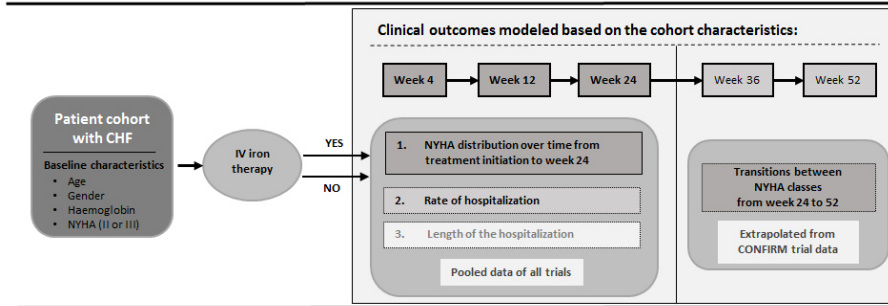 Clinical outcomes modeled based on the cohort characteristics:
Week 4
Week 12
Week 24
Week 36
Week 52
Patient cohort
with CHF
Baseline characteristics
• Age
• Gender
• Haemoglobin
• NYHA (II or III)
IV iron
therapy
YES
NO
1. NYHA distribution over time from
treatment initiation to week 24
2. Rate of hospitalization
3. Length of the hospitalization
Pooled data of all trials
Transitions between
NYHA classes
from week 24 to 52
Extrapolated from
CONFIRM trial data